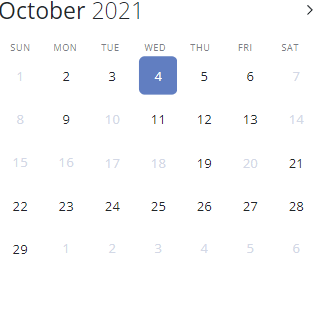 October 2021
SUN MON TUE WED THU FRI SAT
1 2 3 4 5 6 7
8 9 10 11 12 13 14
15 16 17 18 19 20 21
22 23 24 25 26 27 28
29 1 2 3 4 5 6